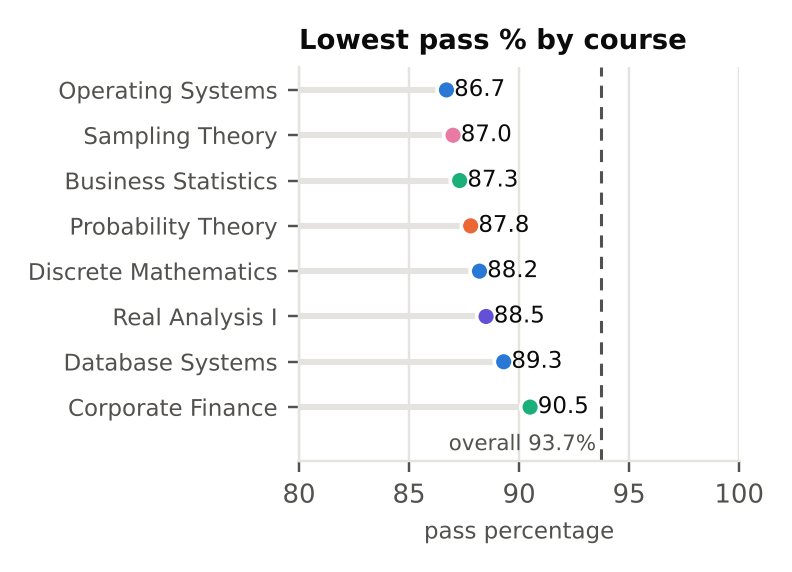 Lowest pass % by course
Operating Systems 86.7
Sampling Theory 87.0
Business Statistics 87.3
Probability Theory 87.8
Discrete Mathematics 88.2
Real Analysis I 88.5
Database Systems 89.3
Corporate Finance 90.5
overall 93.7%
80 85 90 95 100
pass percentage